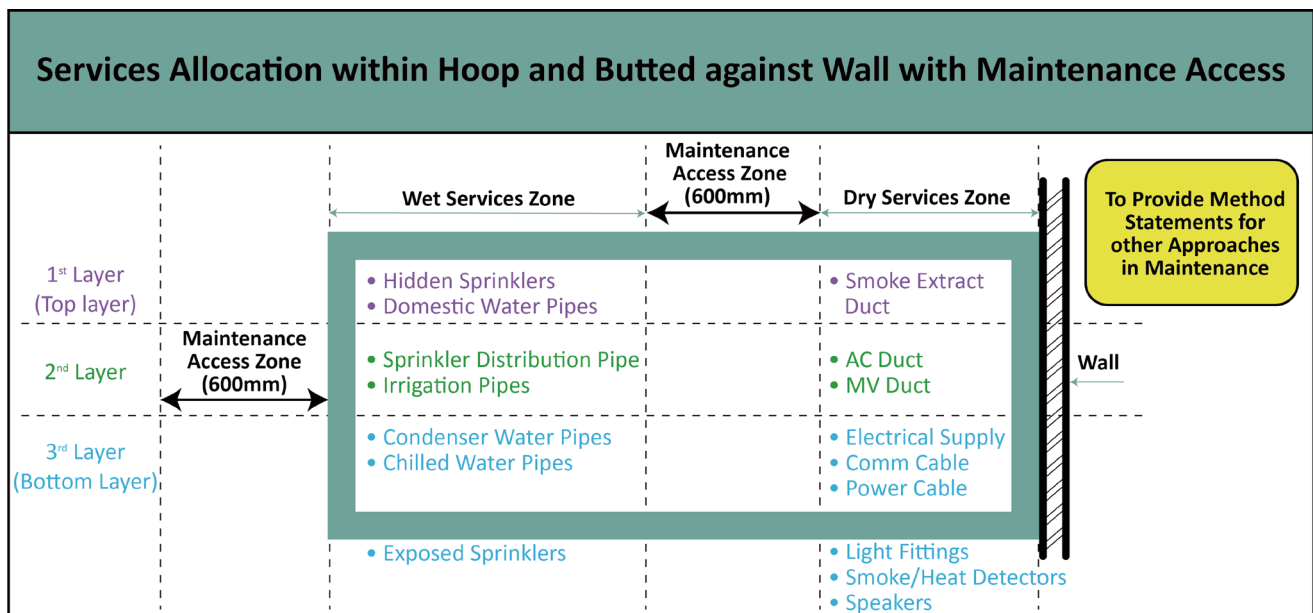 Services Allocation within Hoop and Butted against Wall with Maintenance Access
Maintenance
Access Zone
(600mm)
Wet Services Zone
Dry Services Zone
To Provide Method
Statements for
other Approaches
in Maintenance
1st Layer
(Top layer)
• Hidden Sprinklers
• Domestic Water Pipes
• Smoke Extract
Duct
Maintenance
Access Zone
(600mm)
2nd Layer
• Sprinkler Distribution Pipe
• Irrigation Pipes
• AC Duct
• MV Duct
Wall
3rd Layer
(Bottom Layer)
• Condenser Water Pipes
• Chilled Water Pipes
• Electrical Supply
• Comm Cable
• Power Cable
• Exposed Sprinklers
• Light Fittings
• Smoke/Heat Detectors
• Speakers